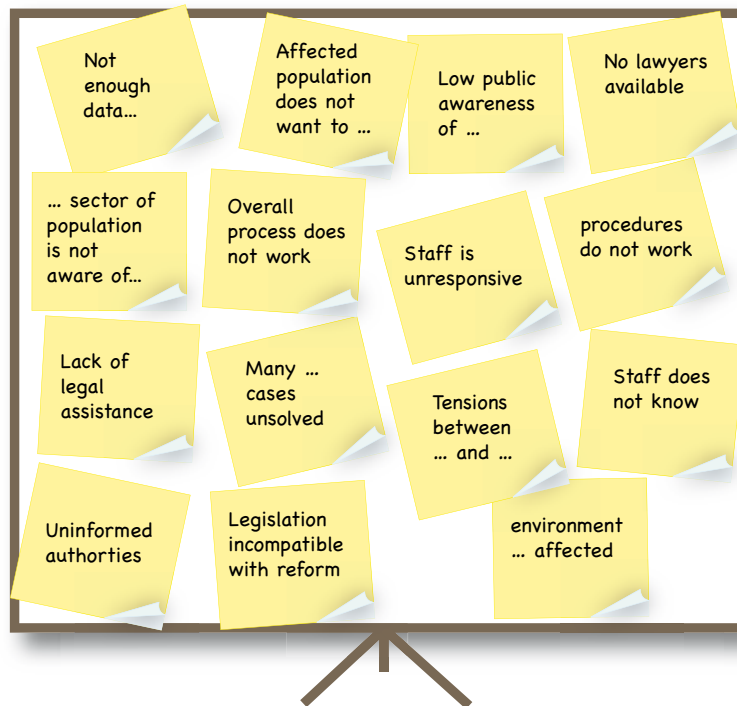 Not
enough
data...
Affected
population
does not
want to ...
Low public
awareness
of ...
No lawyers
available
... sector of
population
is not
aware of...
Overall
process does
not work
Staff is
unresponsive
procedures
do not work
Lack of
legal
assistance
Many ...
cases
unsolved
Tensions
between
... and ...
Staff does
not know
Uninformed
authorties
Legislation
incompatible
with reform
environment
... affected